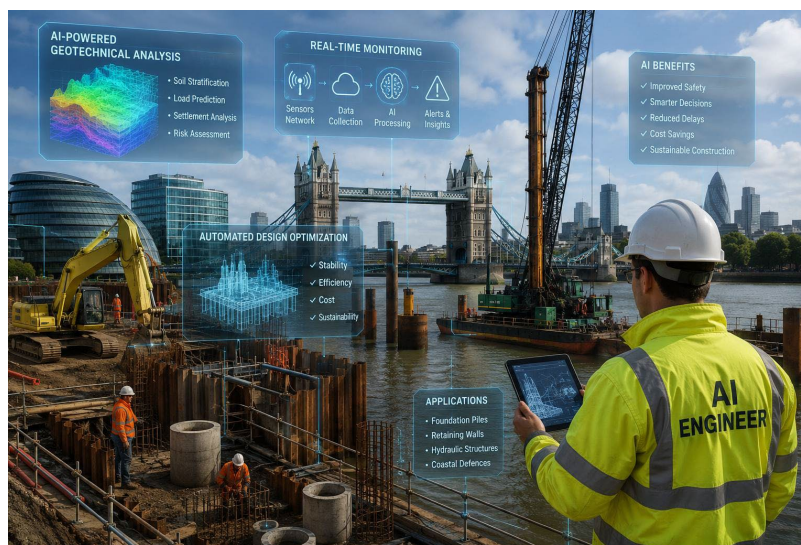 AI-POWERED
GEOTECHNICAL ANALYSIS
• Soil Stratification
• Load Prediction
• Settlement Analysis
• Risk Assessment
REAL-TIME MONITORING
Sensors Network
Data Collection
AI Processing
Alerts & Insights
AI BENEFITS
✓ Improved Safety
✓ Smarter Decisions
✓ Reduced Delays
✓ Cost Savings
✓ Sustainable Construction
AUTOMATED DESIGN OPTIMIZATION
✓ Stability
✓ Efficiency
✓ Cost
✓ Sustainability
APPLICATIONS
• Foundation Piles
• Retaining Walls
• Hydraulic Structures
• Coastal Defences
AI
ENGINEER